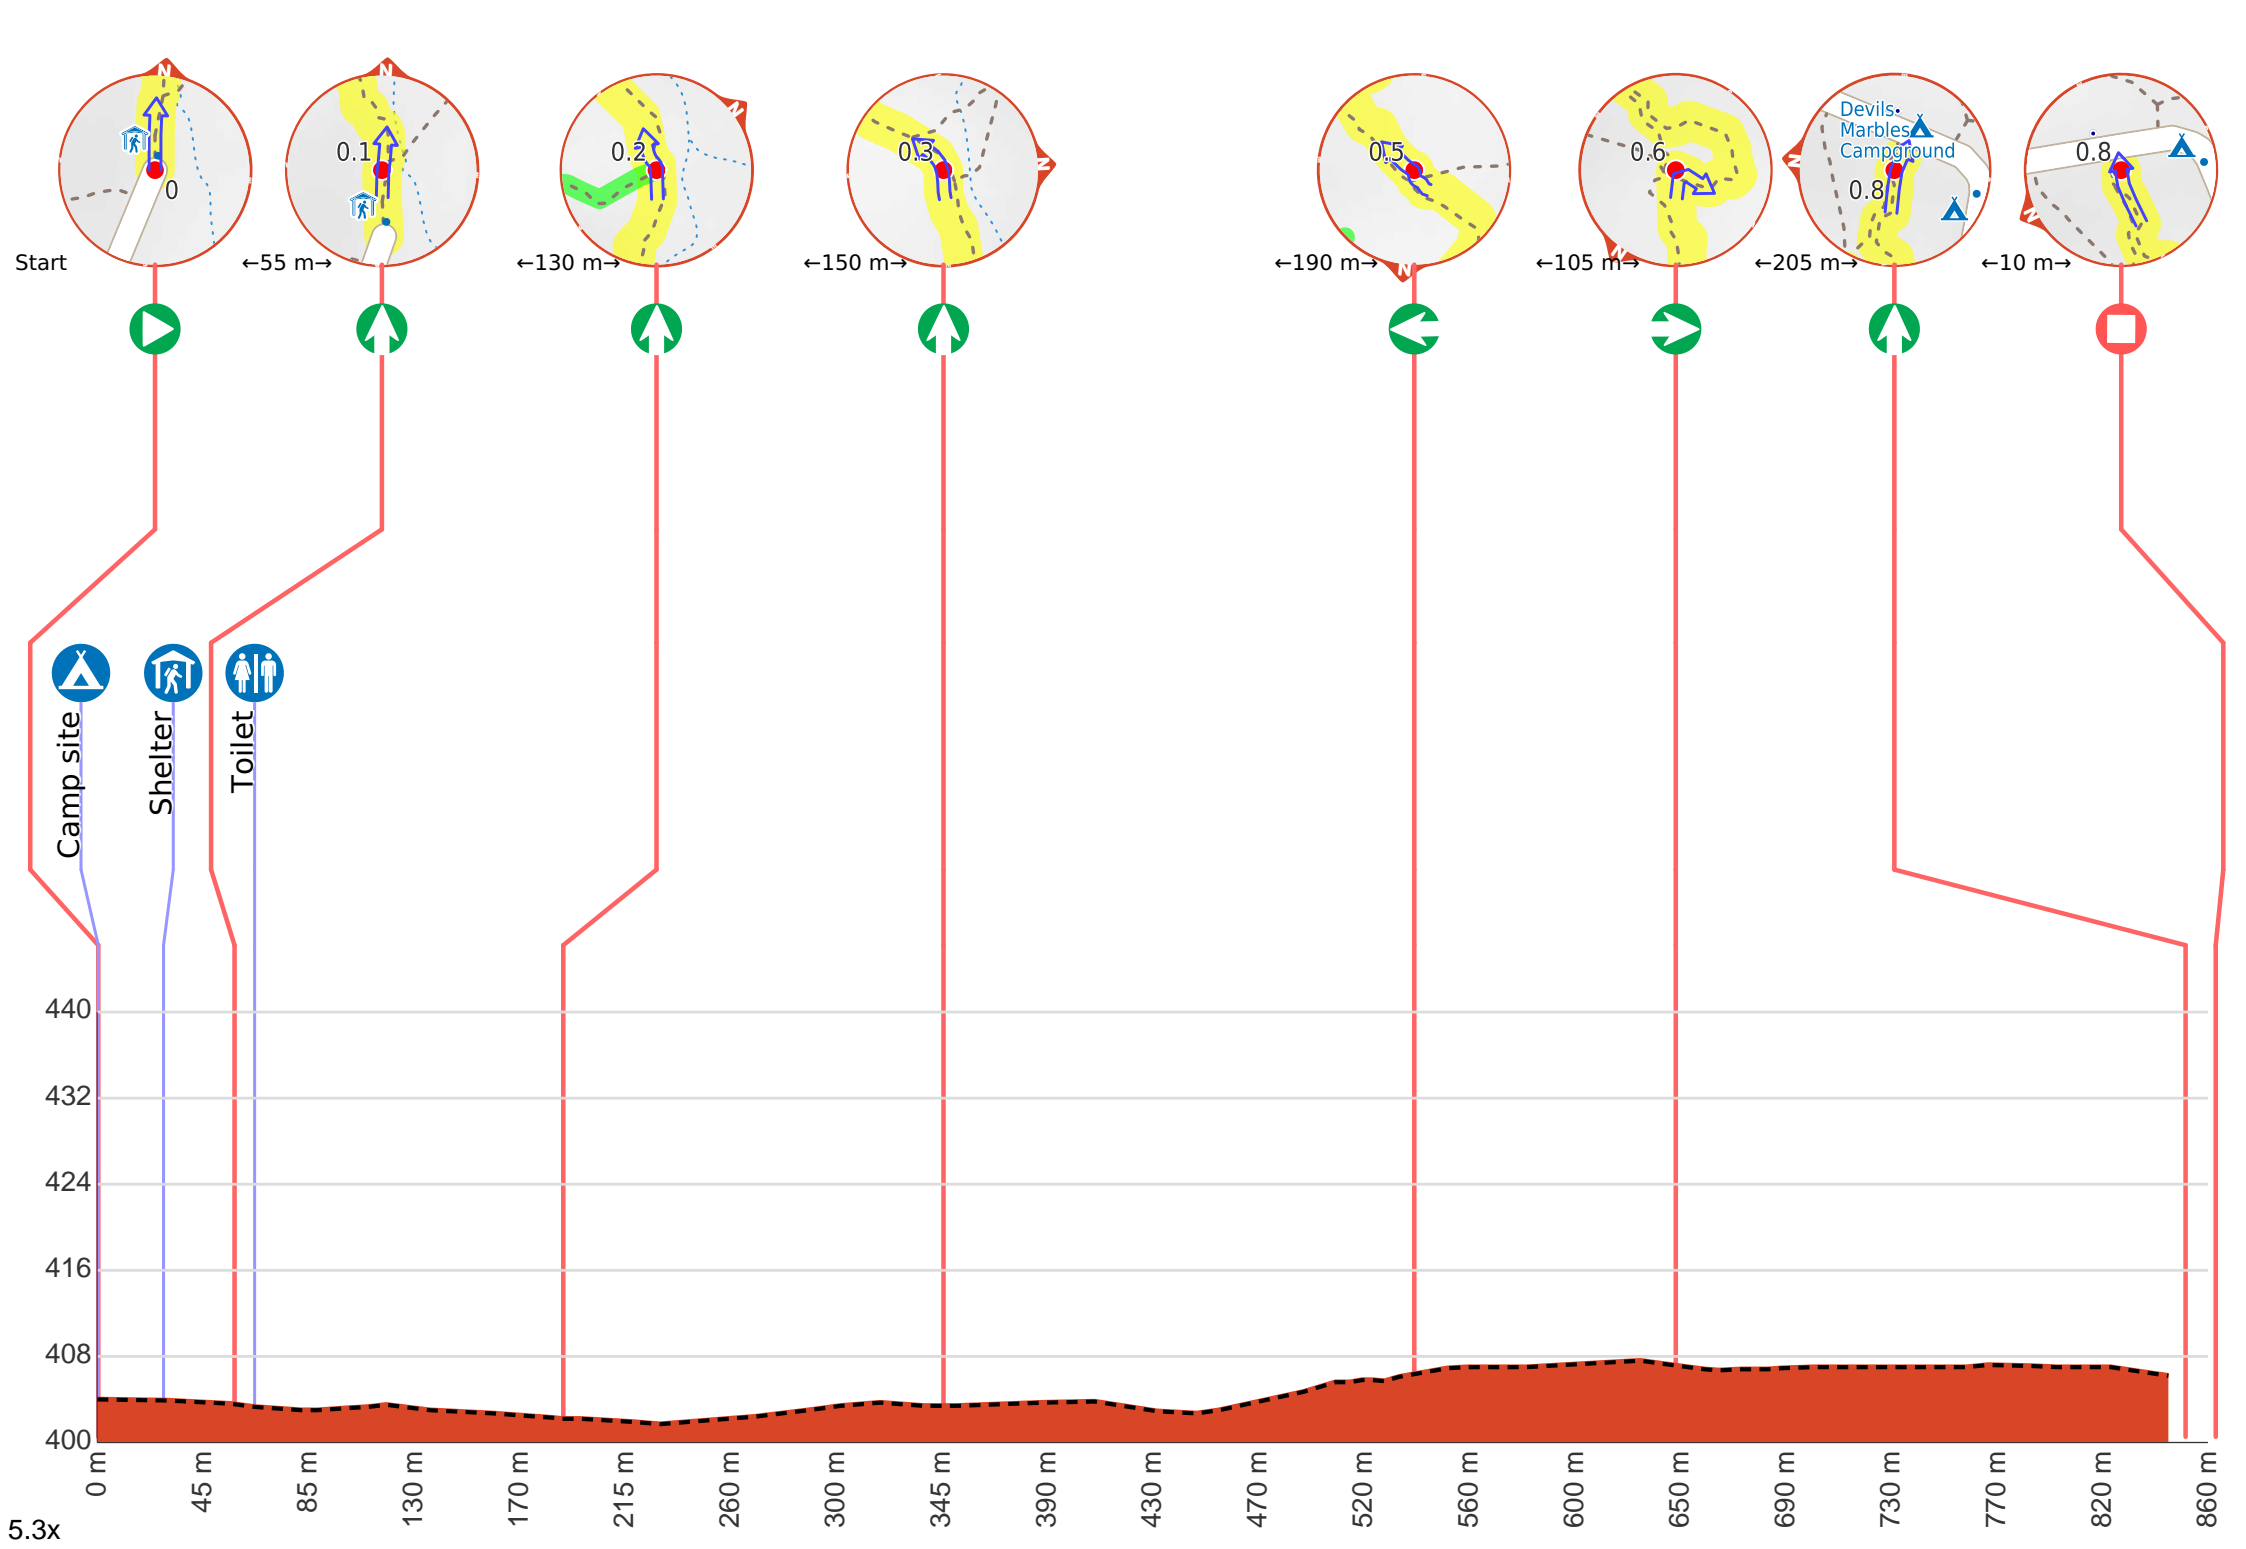 N
N
N
N
N
N
N
N
0
0.1
0.2
0.3
0.5
0.6
Devils
Marbles
Campground
0.8
0.8
Start
←55 m→
←130 m→
←150 m→
←190 m→
←105 m→
←205 m→
←10 m→
Camp site
Shelter
Toilet
440
432
424
416
408
400
0 m
45 m
85 m
130 m
170 m
215 m
260 m
300 m
345 m
390 m
430 m
470 m
520 m
560 m
600 m
650 m
690 m
730 m
770 m
820 m
860 m
5.3x